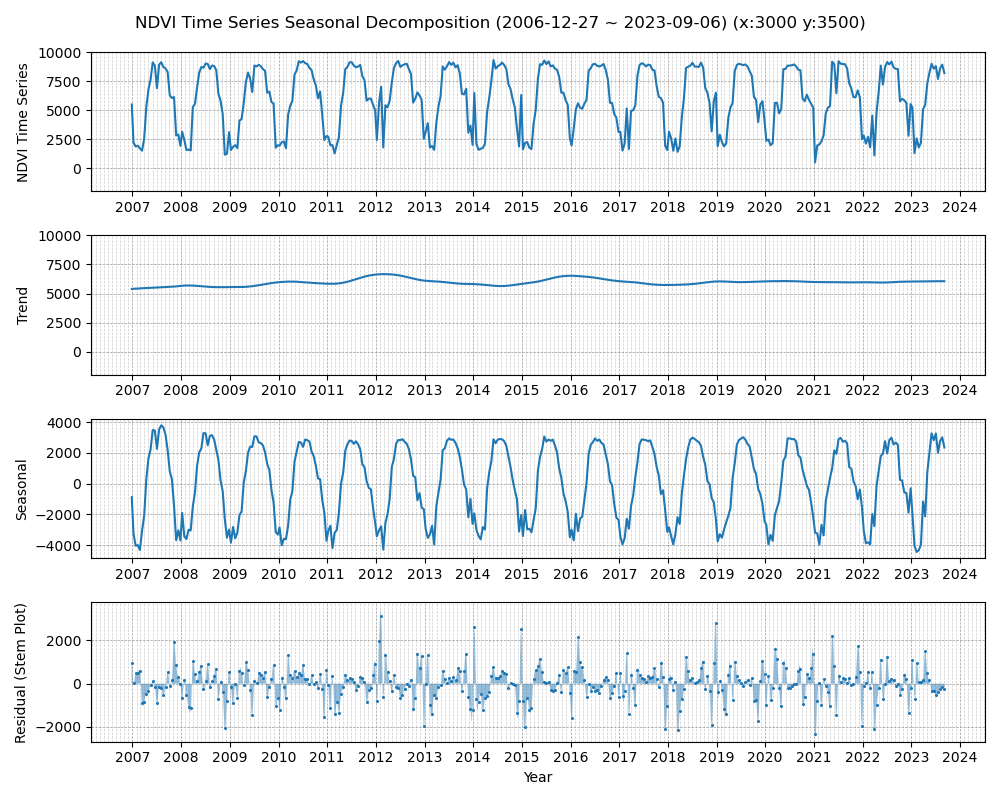 NDVI Time Series Seasonal Decomposition (2006-12-27 ~ 2023-09-06) (x:3000 y:3500)
NDVI Time Series
10000
7500
5000
2500
0
2007 2008 2009 2010 2011 2012 2013 2014 2015 2016 2017 2018 2019 2020 2021 2022 2023 2024
Trend
10000
7500
5000
2500
0
2007 2008 2009 2010 2011 2012 2013 2014 2015 2016 2017 2018 2019 2020 2021 2022 2023 2024
Seasonal
4000
2000
0
−2000
−4000
2007 2008 2009 2010 2011 2012 2013 2014 2015 2016 2017 2018 2019 2020 2021 2022 2023 2024
Residual (Stem Plot)
2000
0
−2000
2007 2008 2009 2010 2011 2012 2013 2014 2015 2016 2017 2018 2019 2020 2021 2022 2023 2024
Year